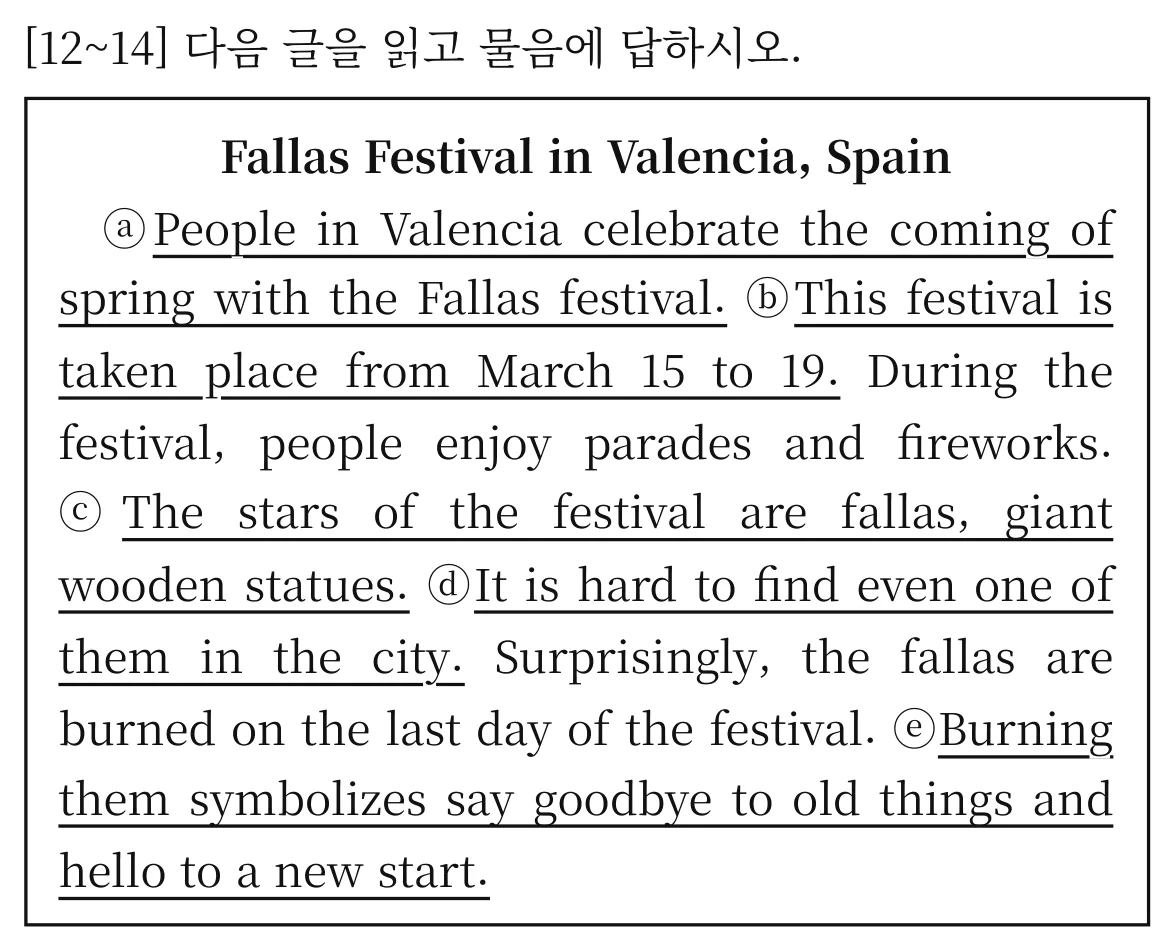 [12~14] 다음 글을 읽고 물음에 답하시오.
Fallas Festival in Valencia, Spain
ⓐPeople in Valencia celebrate the coming of
spring with the Fallas festival. ⓑThis festival is
taken place from March 15 to 19. During the
festival, people enjoy parades and fireworks.
ⓒ The stars of the festival are fallas, giant
wooden statues. ⓓIt is hard to find even one of
them in the city. Surprisingly, the fallas are
burned on the last day of the festival. ⓔBurning
them symbolizes say goodbye to old things and
hello to a new start.